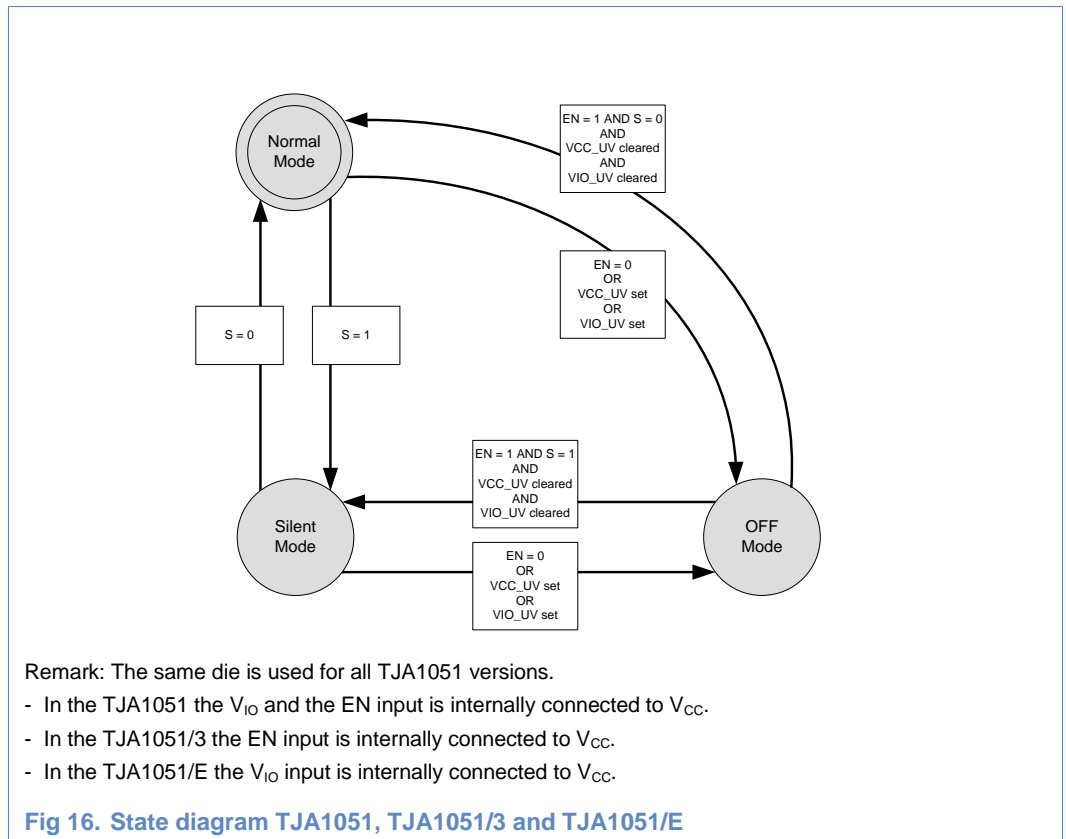 Normal
Mode
EN = 1 AND S = 0
AND
VCC_UV cleared
AND
VIO_UV cleared
EN = 0
OR
VCC_UV set
OR
VIO_UV set
S = 0
S = 1
EN = 1 AND S = 1
AND
VCC_UV cleared
AND
VIO_UV cleared
Silent
Mode
OFF
Mode
EN = 0
OR
VCC_UV set
OR
VIO_UV set
Remark: The same die is used for all TJA1051 versions.
- In the TJA1051 the VIO and the EN input is internally connected to VCC.
- In the TJA1051/3 the EN input is internally connected to VCC.
- In the TJA1051/E the VIO input is internally connected to VCC.
Fig 16. State diagram TJA1051, TJA1051/3 and TJA1051/E